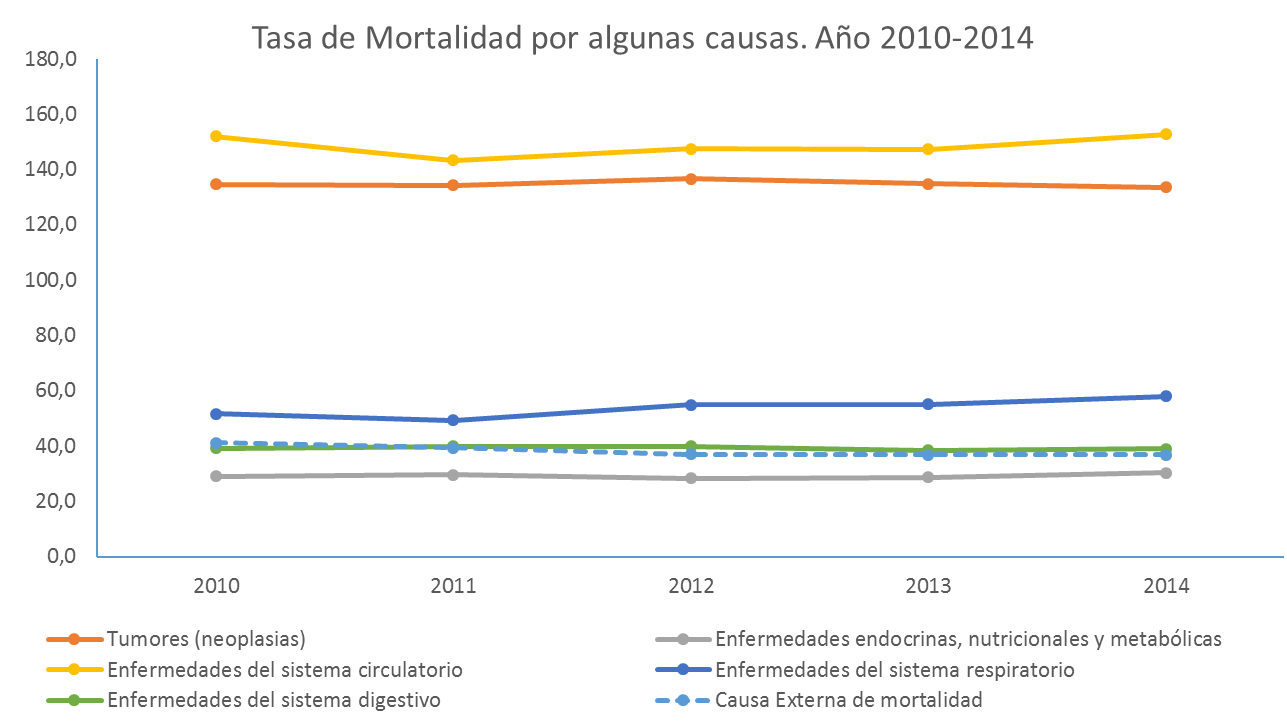 Tasa de Mortalidad por algunas causas. Año 2010-2014
180,0
160,0
140,0
120,0
100,0
80,0
60,0
40,0
20,0
0,0
2010 2011 2012 2013 2014
Tumores (neoplasias) Enfermedades endocrinas, nutricionales y metabólicas
Enfermedades del sistema circulatorio Enfermedades del sistema respiratorio
Enfermedades del sistema digestivo Causa Externa de mortalidad